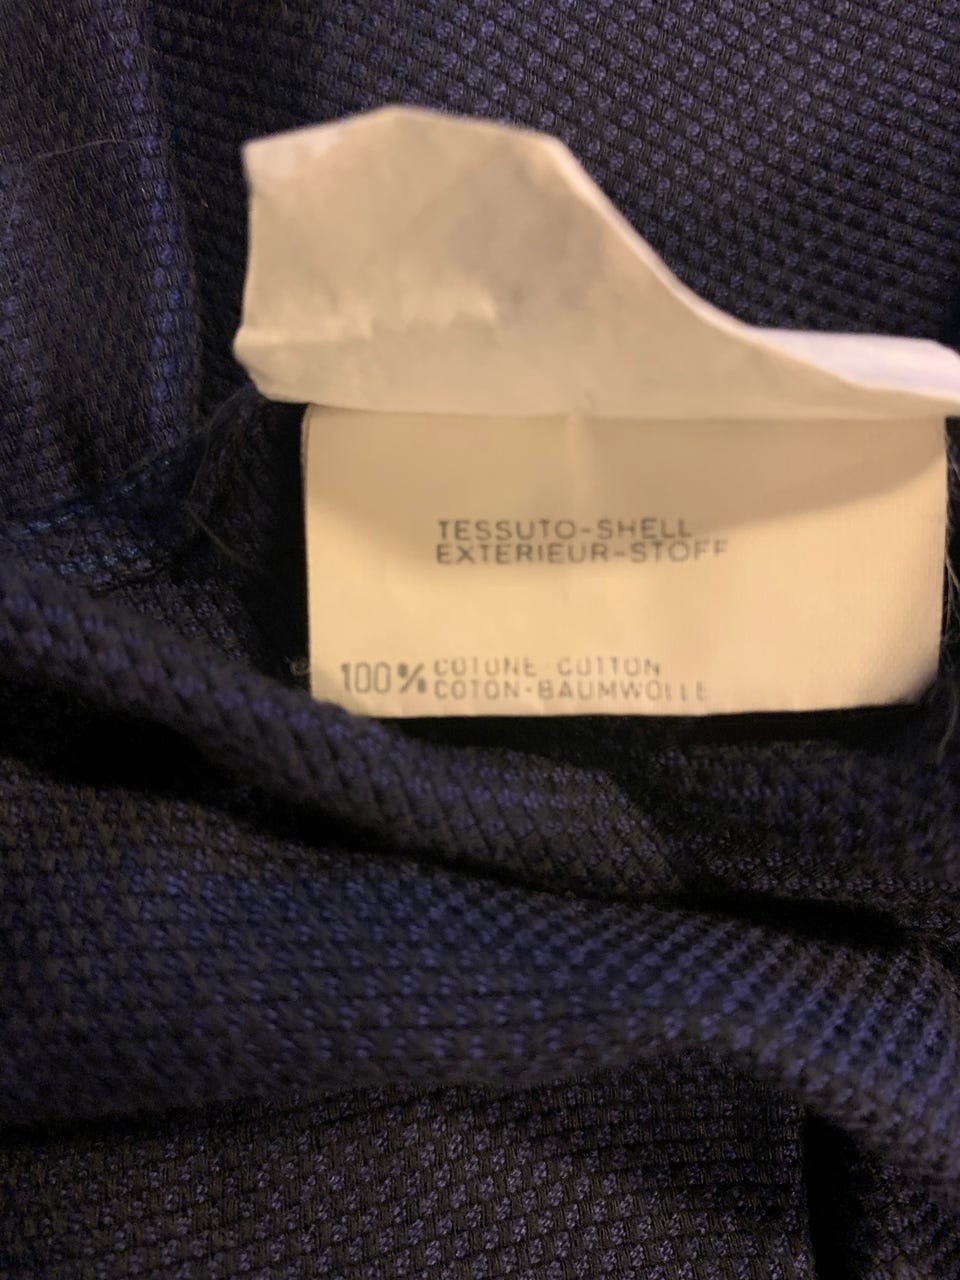 TESSUTO-SHELL
EXTERIEUR-STOFF
100% COTONE-COTTON
COTON-BAUMWOLLE